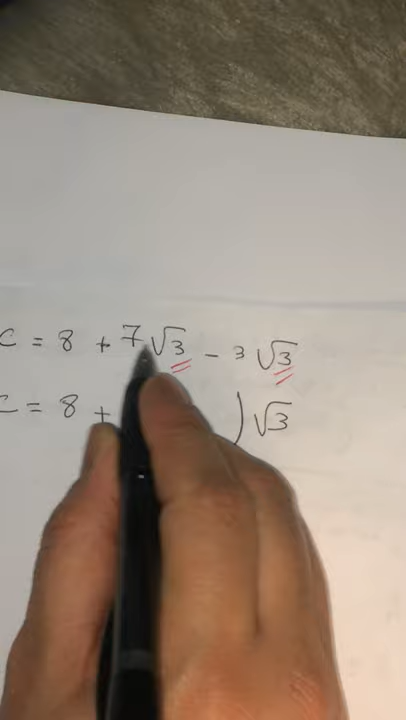 C = 8 + 7√3 - 3√3
C = 8 + )√3